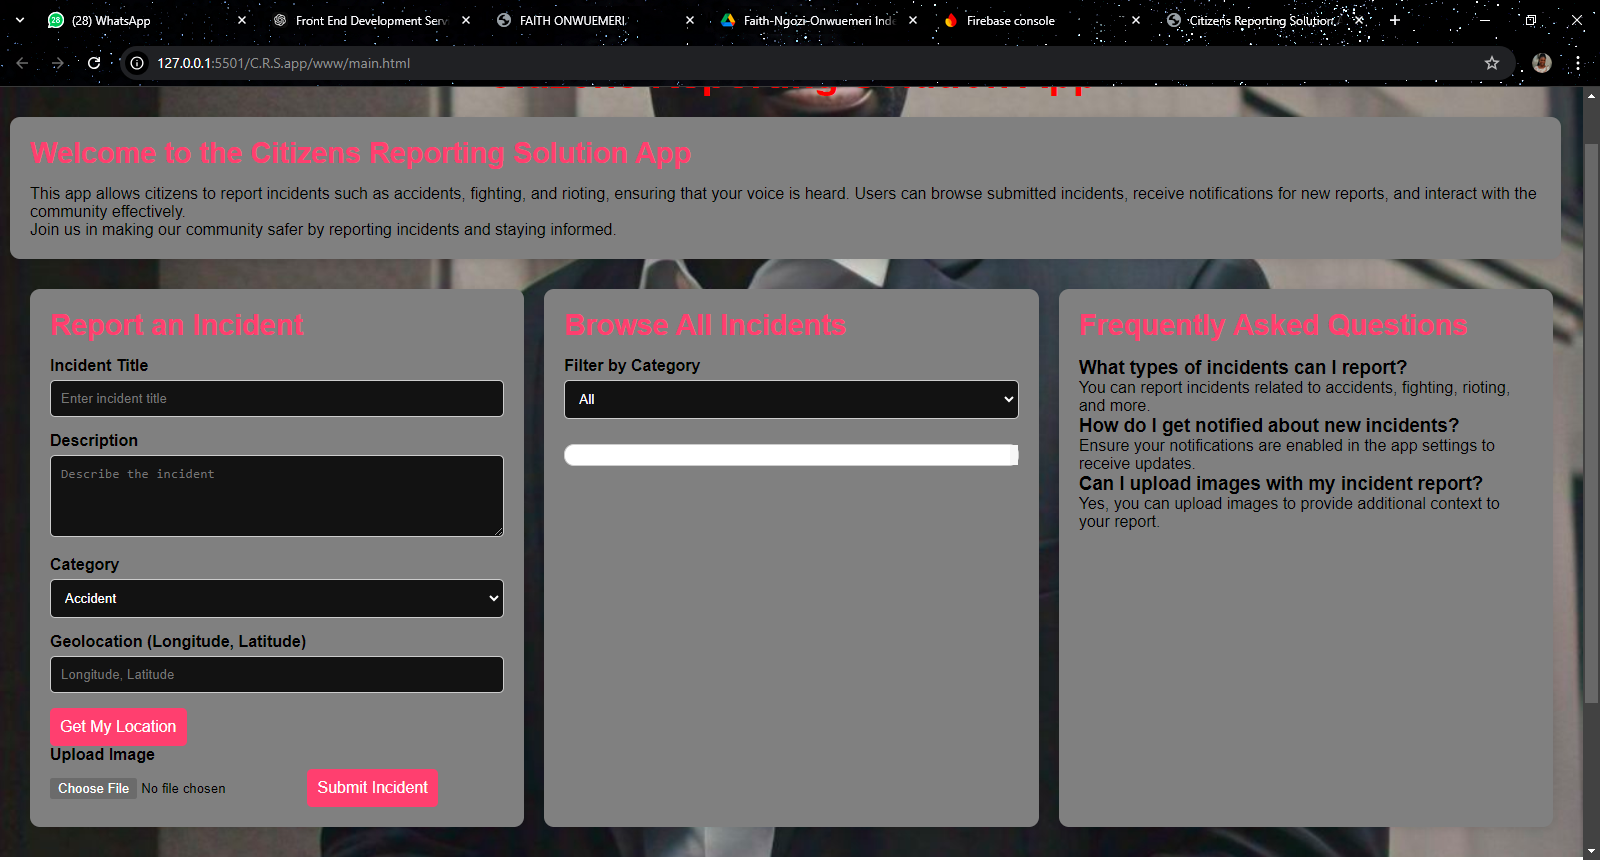 (28) WhatsApp
Front End Development Serv
FAITH ONWUEMERI
Faith-Ngozi-Onwuemeri Inde
Firebase console
Citizens Reporting Solution
127.0.0.1:5501/C.R.S.app/www/main.html
Welcome to the Citizens Reporting Solution App
This app allows citizens to report incidents such as accidents, fighting, and rioting, ensuring that your voice is heard. Users can browse submitted incidents, receive notifications for new reports, and interact with the
community effectively.
Join us in making our community safer by reporting incidents and staying informed.
Report an Incident
Incident Title
Enter incident title
Description
Describe the incident
Category
Accident
Geolocation (Longitude, Latitude)
Longitude, Latitude
Get My Location
Upload Image
Choose File No file chosen
Submit Incident
Browse All Incidents
Filter by Category
All
Frequently Asked Questions
What types of incidents can I report?
You can report incidents related to accidents, fighting, rioting,
and more.
How do I get notified about new incidents?
Ensure your notifications are enabled in the app settings to
receive updates.
Can I upload images with my incident report?
Yes, you can upload images to provide additional context to
your report.